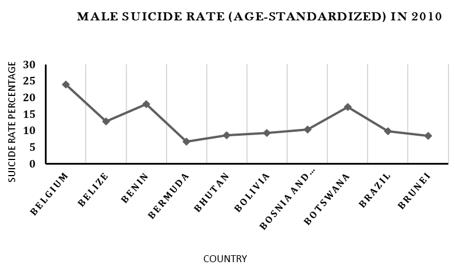 MALE SUICIDE RATE (AGE-STANDARDIZED) IN 2010
SUICIDE RATE PERCENTAGE
30
25
20
15
10
5
0
BELGIUM
BELIZE
BENIN
BERMUDA
BHUTAN
BOLIVIA
BOSNIA AND…
BOTSWANA
BRAZIL
BRUNEI
COUNTRY